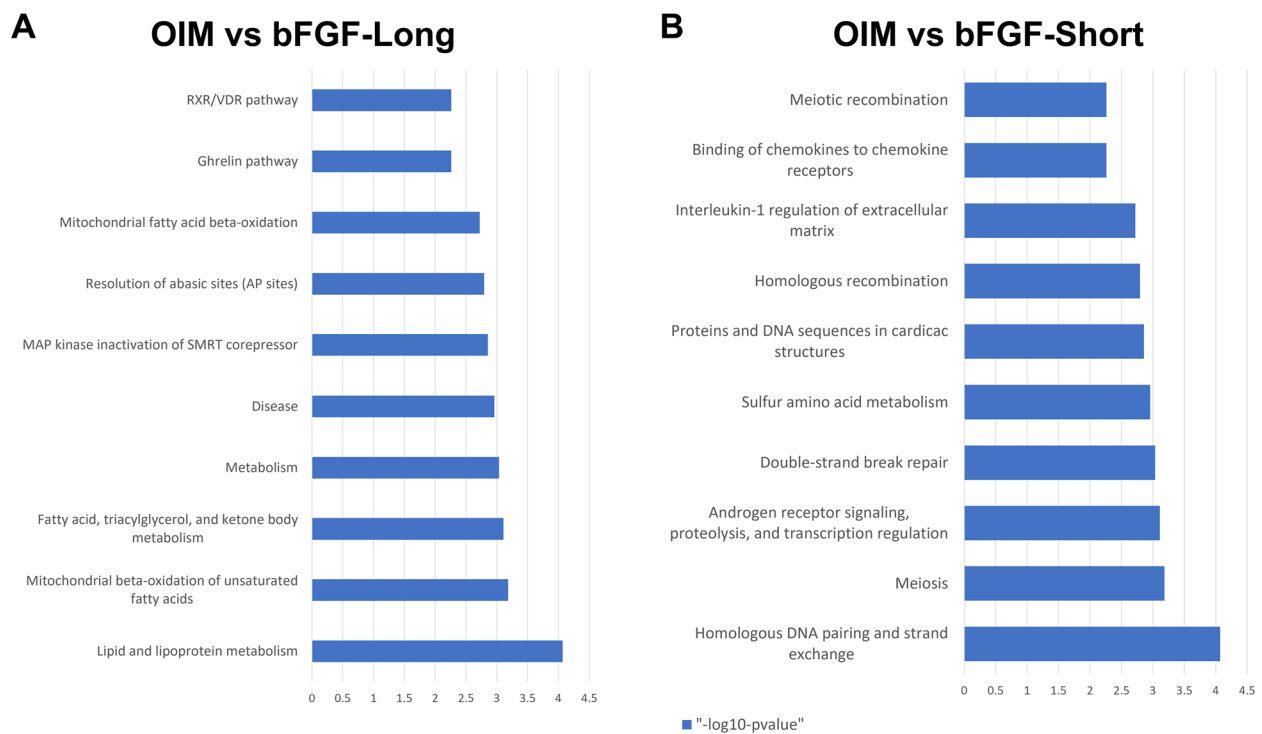 A
OIM vs bFGF-Long
RXR/VDR pathway
Ghrelin pathway
Mitochondrial fatty acid beta-oxidation
Resolution of abasic sites (AP sites)
MAP kinase inactivation of SMRT corepressor
Disease
Metabolism
Fatty acid, triacylglycerol, and ketone body
metabolism
Mitochondrial beta-oxidation of unsaturated
fatty acids
Lipid and lipoprotein metabolism
0 0.5 1 1.5 2 2.5 3 3.5 4 4.5
B
OIM vs bFGF-Short
Meiotic recombination
Binding of chemokines to chemokine
receptors
Interleukin-1 regulation of extracellular
matrix
Homologous recombination
Proteins and DNA sequences in cardicac
structures
Sulfur amino acid metabolism
Double-strand break repair
Androgen receptor signaling,
proteolysis, and transcription regulation
Meiosis
Homologous DNA pairing and strand
exchange
0 0.5 1 1.5 2 2.5 3 3.5 4 4.5
"-log10-pvalue"